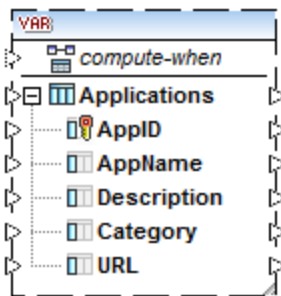 VAR
compute-when
Applications
AppID
AppName
Description
Category
URL